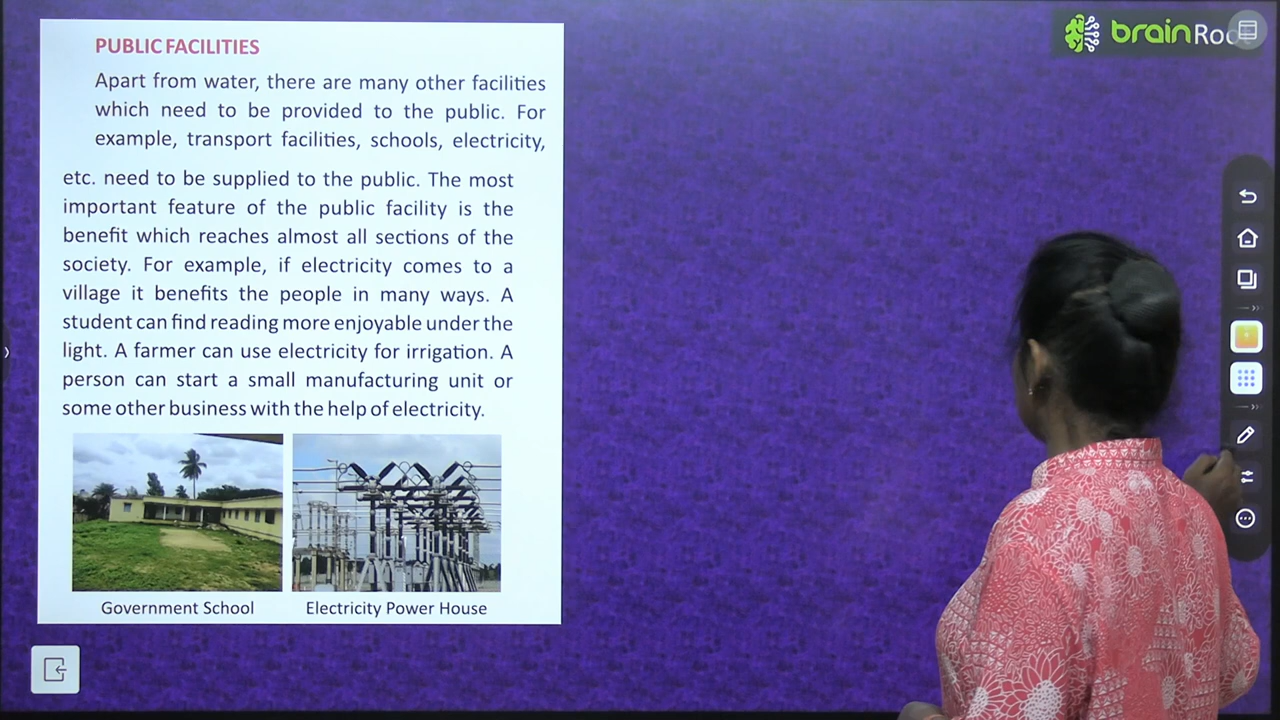 PUBLIC FACILITIES
Apart from water, there are many other facilities
which need to be provided to the public. For
example, transport facilities, schools, electricity,
etc. need to be supplied to the public. The most
important feature of the public facility is the
benefit which reaches almost all sections of the
society. For example, if electricity comes to a
village it benefits the people in many ways. A
student can find reading more enjoyable under the
light. A farmer can use electricity for irrigation. A
person can start a small manufacturing unit or
some other business with the help of electricity.
Government School
Electricity Power House
brain